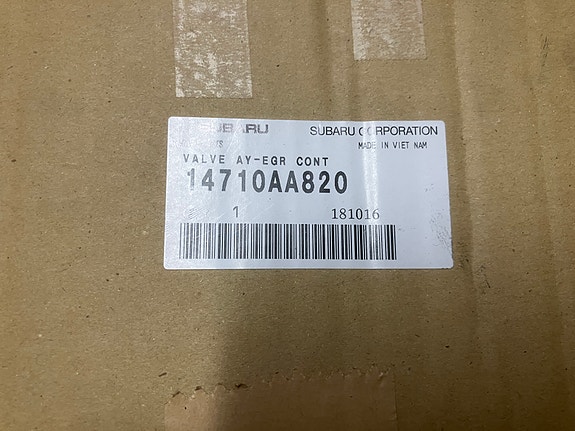 SUBARU SUBARU CORPORATION
MADE IN VIET NAM
VALVE AY-EGR CONT
14710AA820
1 181016